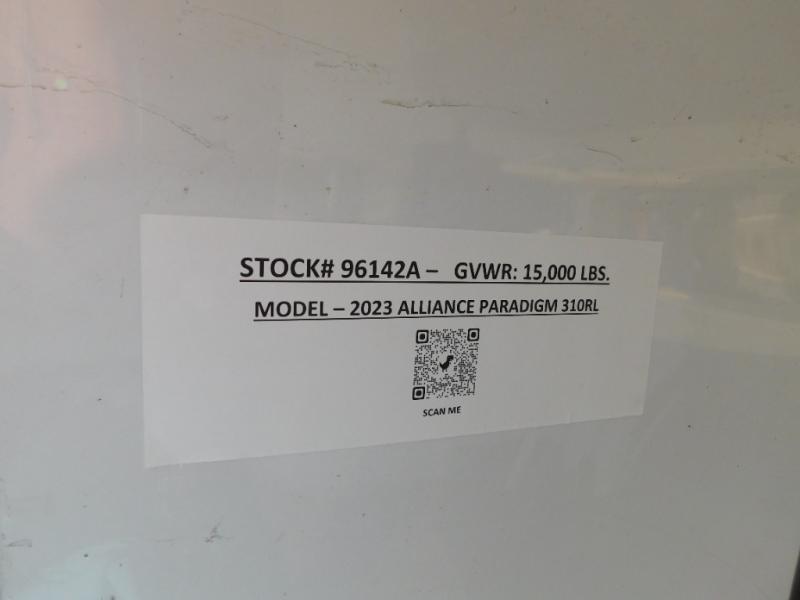 STOCK# 96142A – GVWR: 15,000 LBS.
MODEL – 2023 ALLIANCE PARADIGM 310RL
SCAN ME